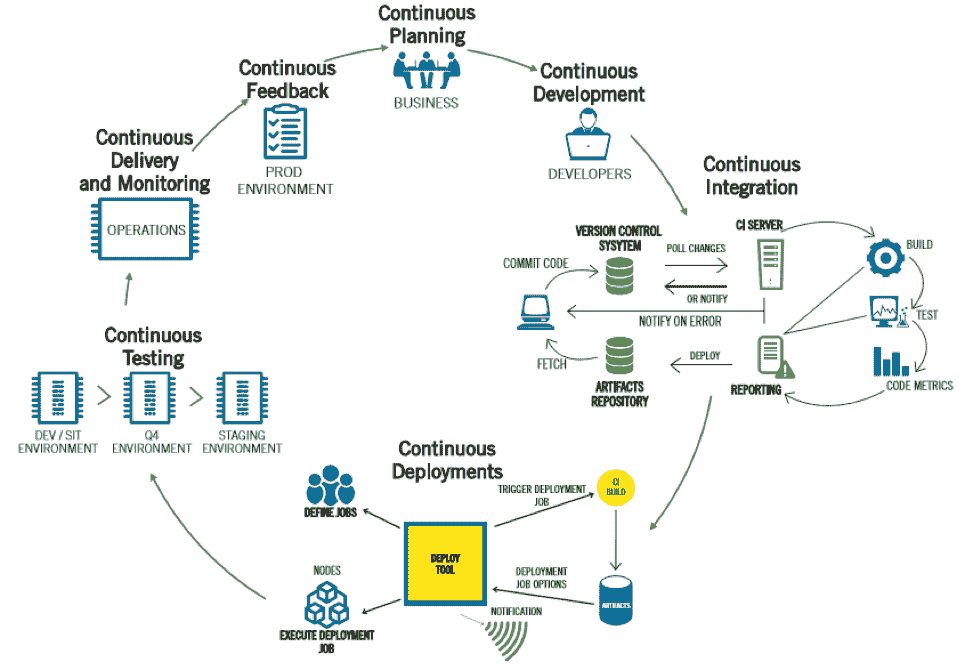 Continuous
Planning
BUSINESS
Continuous
Feedback
PROD
ENVIRONMENT
Continuous
Development
DEVELOPERS
Continuous
Delivery
and Monitoring
OPERATIONS
Continuous
Integration
VERSION CONTROL
SYSYTEM
POLL CHANGES
CI SERVER
BUILD
COMMIT CODE
OR NOTIFY
NOTIFY ON ERROR
TEST
FETCH
DEPLOY
ARTIFACTS
REPOSITORY
REPORTING
CODE METRICS
Continuous
Testing
DEV / SIT
ENVIRONMENT
Q4
ENVIRONMENT
STAGING
ENVIRONMENT
Continuous
Deployments
DEFINE JOBS
TRIGGER DEPLOYMENT
JOB
CI
BUILD
DEPLOY
TOOL
NODES
DEPLOYMENT
JOB OPTIONS
ARTIFACTS
NOTIFICATION
EXECUTE DEPLOYMENT
JOB